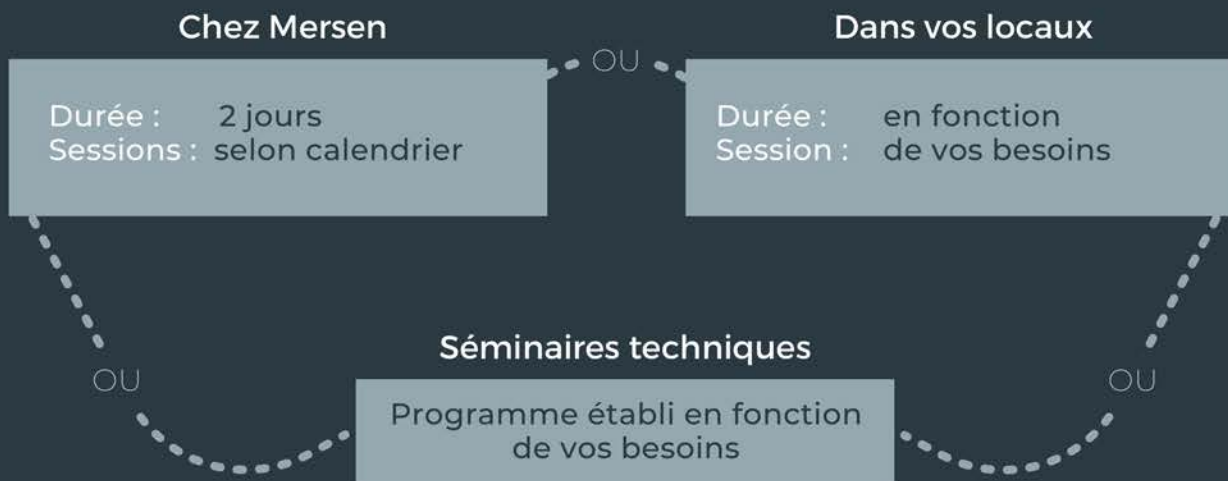 Chez Mersen
Durée : 2 jours
Sessions : selon calendrier
OU
Dans vos locaux
Durée : en fonction
Session : de vos besoins
OU
Séminaires techniques
Programme établi en fonction
de vos besoins
OU